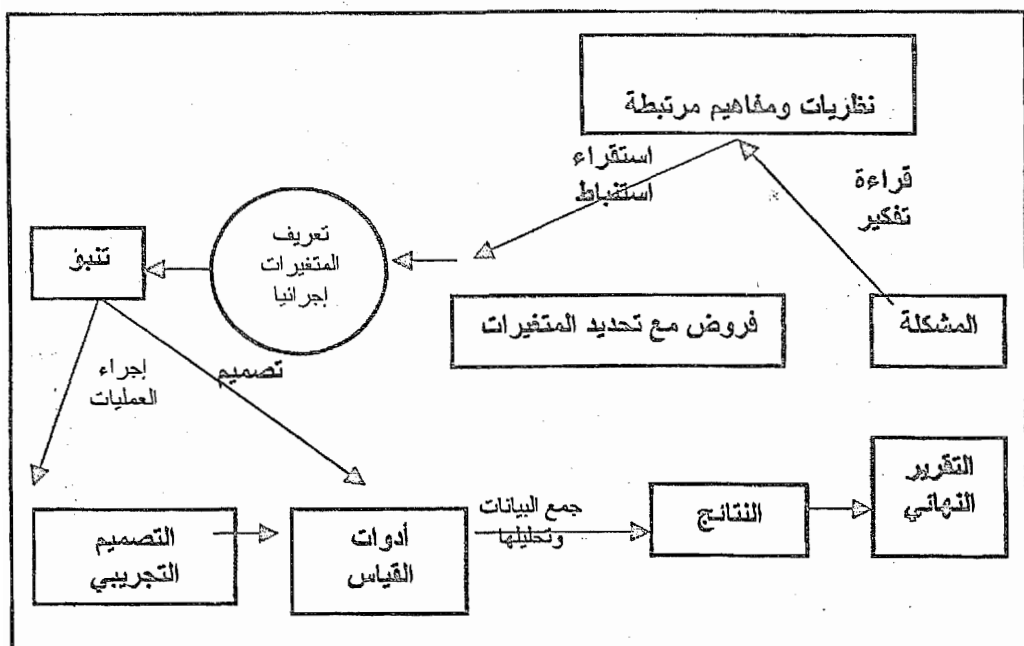 نظريات ومفاهيم مرتبطة
استقراء
استنباط
قراءة
تفكير
تعريف
المتغيرات
إجرائيا
تنبؤ
فروض مع تحديد المتغيرات
المشكلة
إجراء
العمليات
تصميم
التصميم
التجريبي
أدوات
القياس
جمع البيانات
وتحليلها
النتائج
التقرير
النهائي